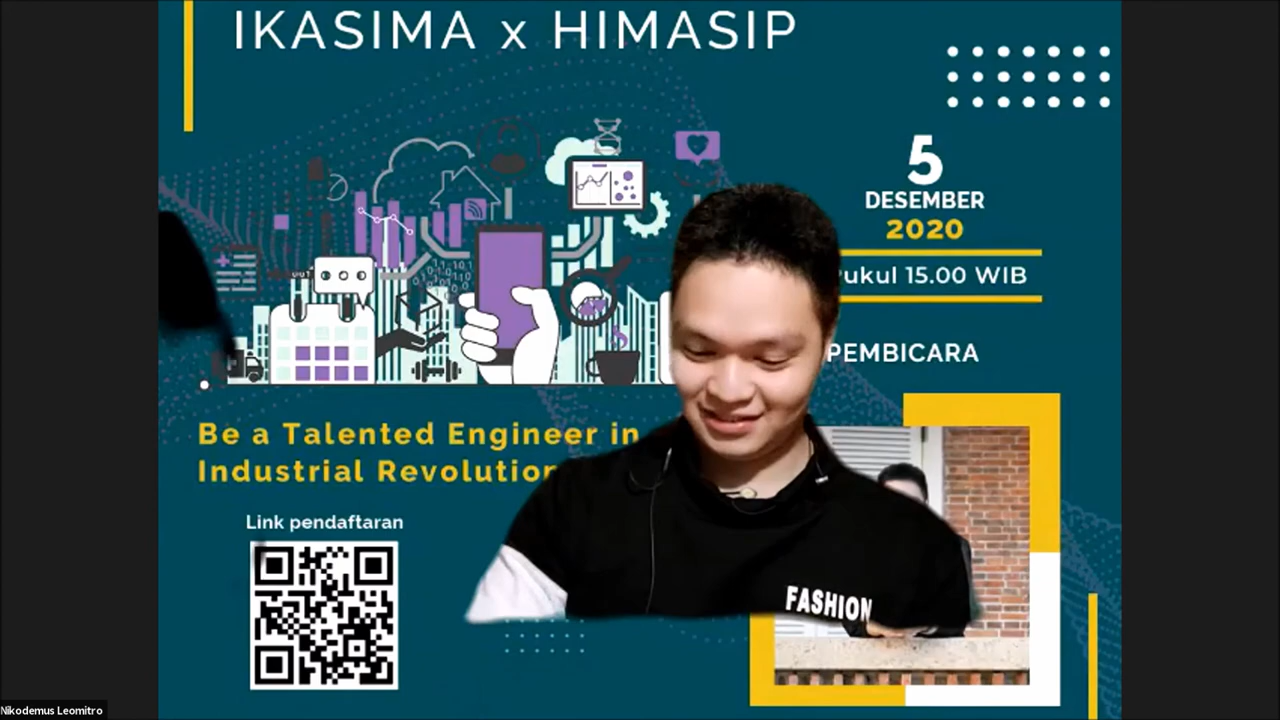 IKASIMA x HIMASIP
5
DESEMBER
2020
ukul 15.00 WIB
PEMBICARA
Be a Talented Engineer in
Industrial Revolution
Link pendaftaran
FASHION
Nikodemus Leomitro